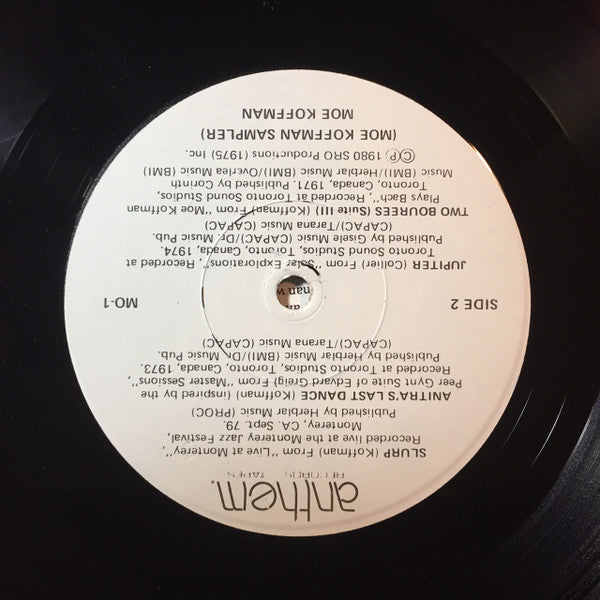 anthem.
RECORDS TAPES
SLURP (Koffman) From "Live at Monterey",
Recorded live at the Monterey Jazz Festival,
Monterey, CA. Sept. 79.
Published by Herblar Music (PROC)
ANITRA'S LAST DANCE (Koffman) (inspired by the
Peer Gynt Suite of Edvard Greig) From "Master Sessions",
Recorded at Toronto Studios, Toronto, Canada, 1973.
Published by Herblar Music (BMI)/Dr/ Music Pub.
(CAPAC)/Tarana Music (CAPAC)
SIDE 2
MO-1
JUPITER (Collier) From "Solar Explorations", Recorded at
Toronto Sound Studios, Toronto, Canada, 1974.
Published by Gisele Music (CAPAC)/Dr/ Music Pub.
(CAPAC)/Tarana Music (CAPAC)
TWO BOUREES (Suite III) (Koffman) From "Moe Koffman
Plays Bach", Recorded at Toronto Sound Studios,
Toronto, Canada, 1971. Published by Corinth
Music (BMI)/Herblar Music (BMI)/Overlea Music (BMI)
Ⓒ Ⓟ 1980 SRO Productions (1975) Inc.
(MOE KOFFMAN SAMPLER)
MOE KOFFMAN